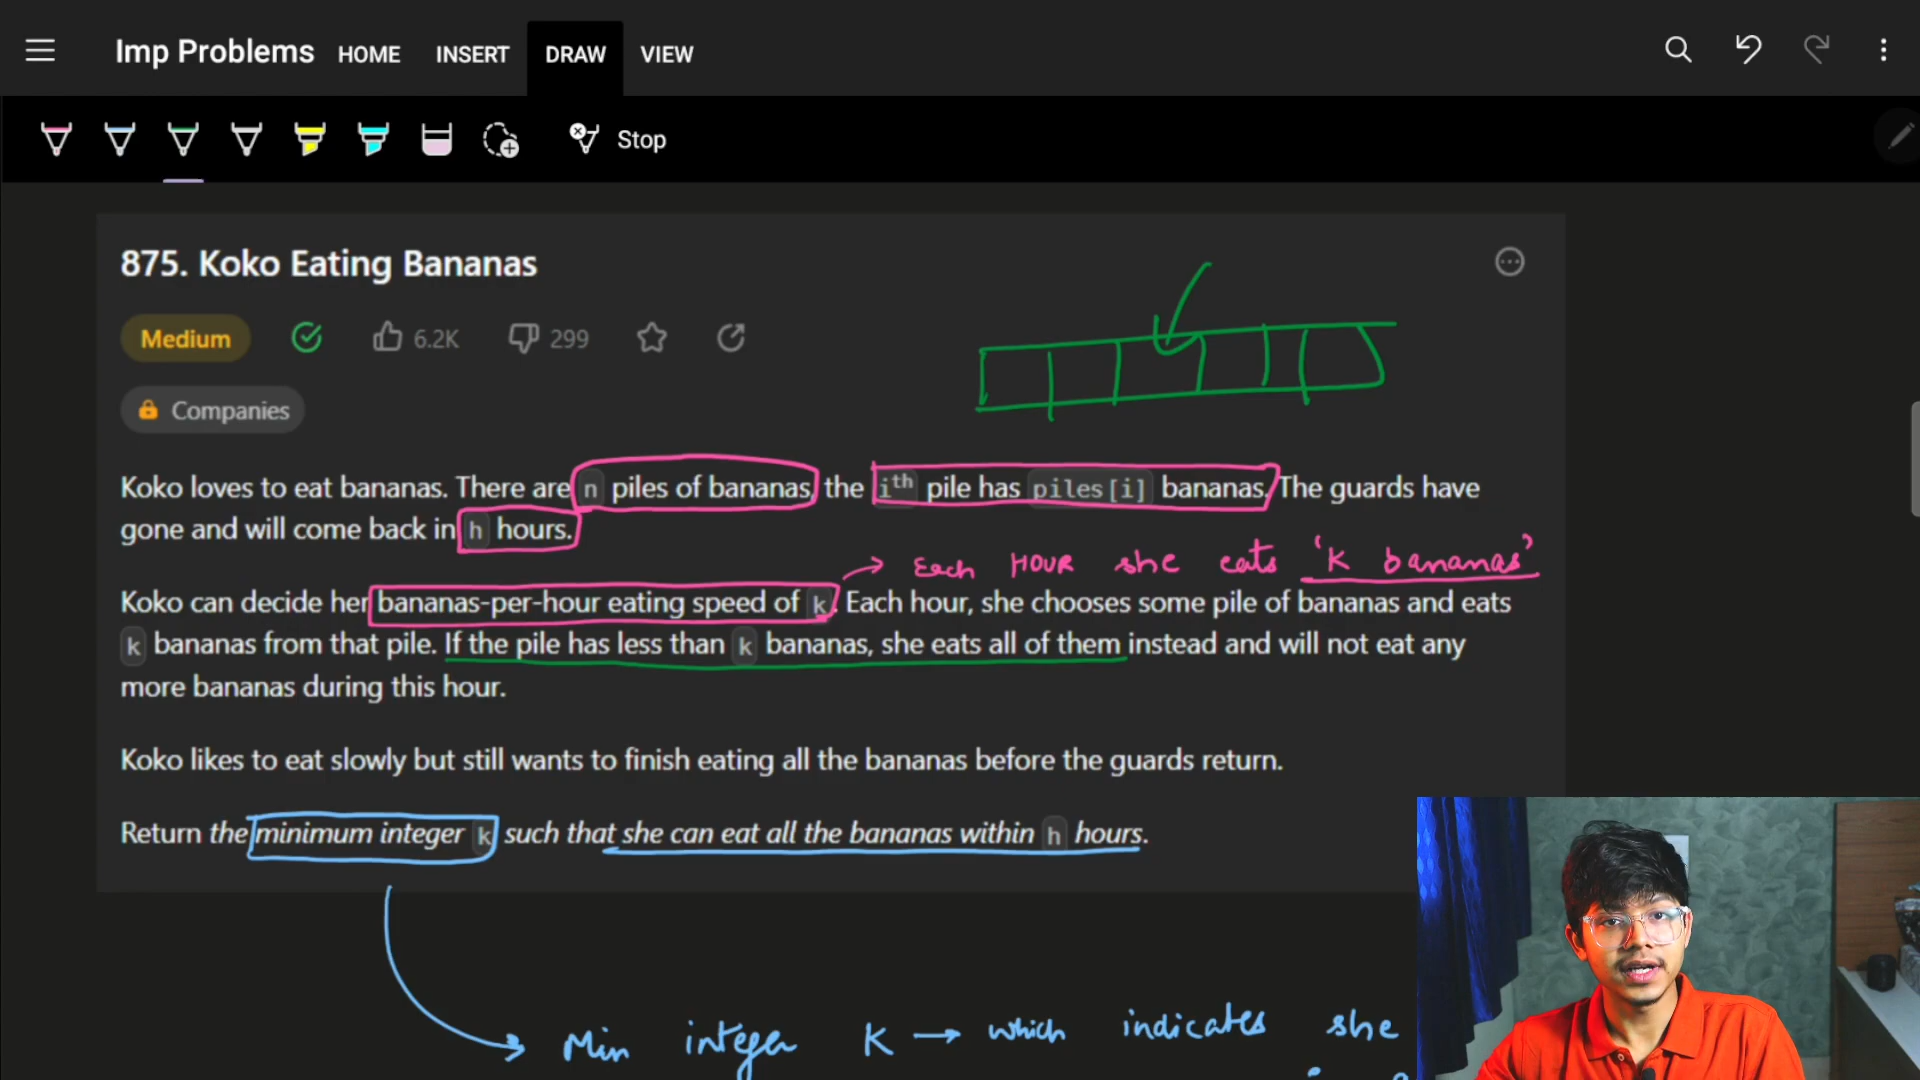 Imp Problems HOME INSERT DRAW VIEW
Stop
875. Koko Eating Bananas
Medium 6.2K 299
Companies
Koko loves to eat bananas. There are n piles of bananas, the ith pile has piles[i] bananas. The guards have
gone and will come back in h hours.
Each HOUR she eats 'K bananas'
Koko can decide her bananas-per-hour eating speed of k. Each hour, she chooses some pile of bananas and eats
k bananas from that pile. If the pile has less than k bananas, she eats all of them instead and will not eat any
more bananas during this hour.
Koko likes to eat slowly but still wants to finish eating all the bananas before the guards return.
Return the minimum integer k such that she can eat all the bananas within h hours.
Min integer K → which indicates she